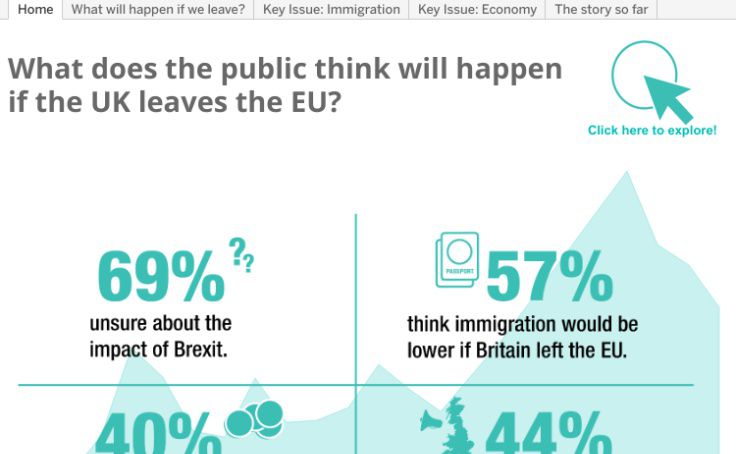 Home What will happen if we leave? Key Issue: Immigration Key Issue: Economy The story so far
What does the public think will happen
if the UK leaves the EU?
Click here to explore!
69% ??
unsure about the
impact of Brexit.
PASSPORT
57%
think immigration would be
lower if Britain left the EU.
40%
44%